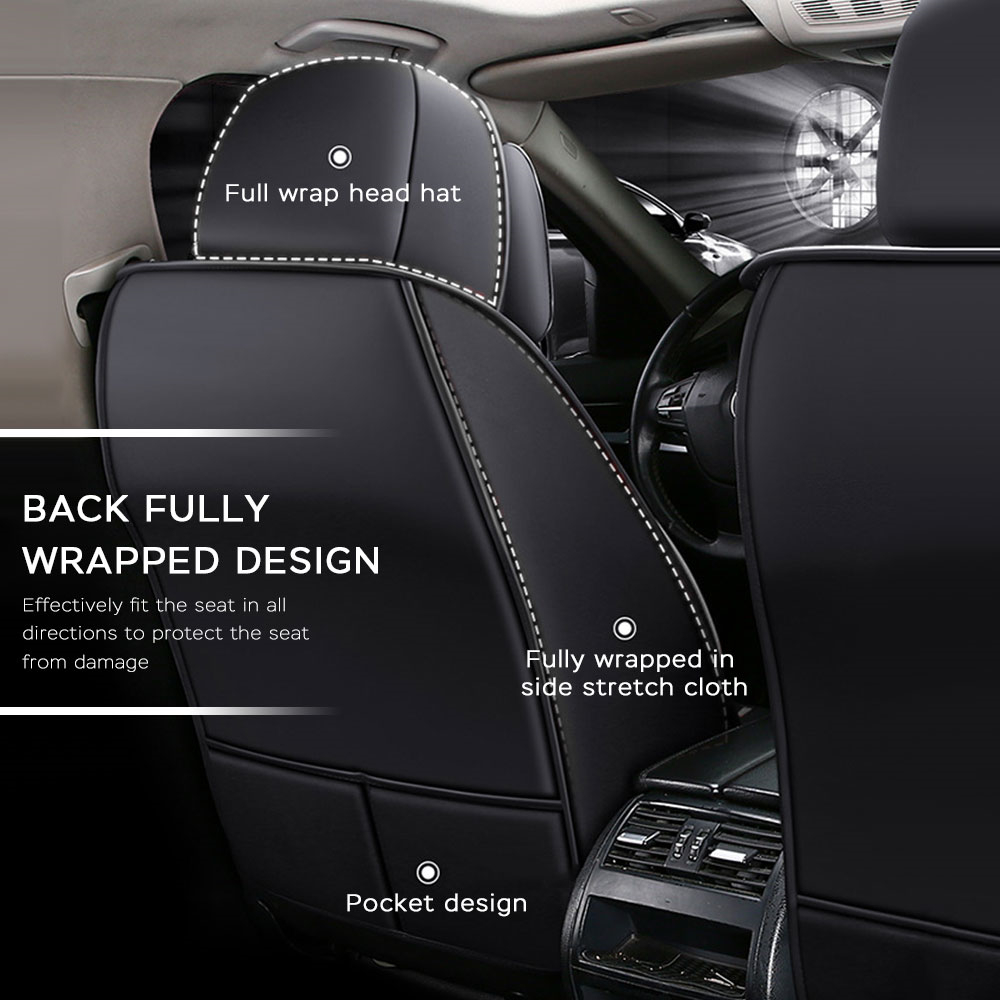 Full wrap head hat
BACK FULLY
WRAPPED DESIGN
Effectively fit the seat in all
directions to protect the seat
from damage
Fully wrapped in
side stretch cloth
Pocket design